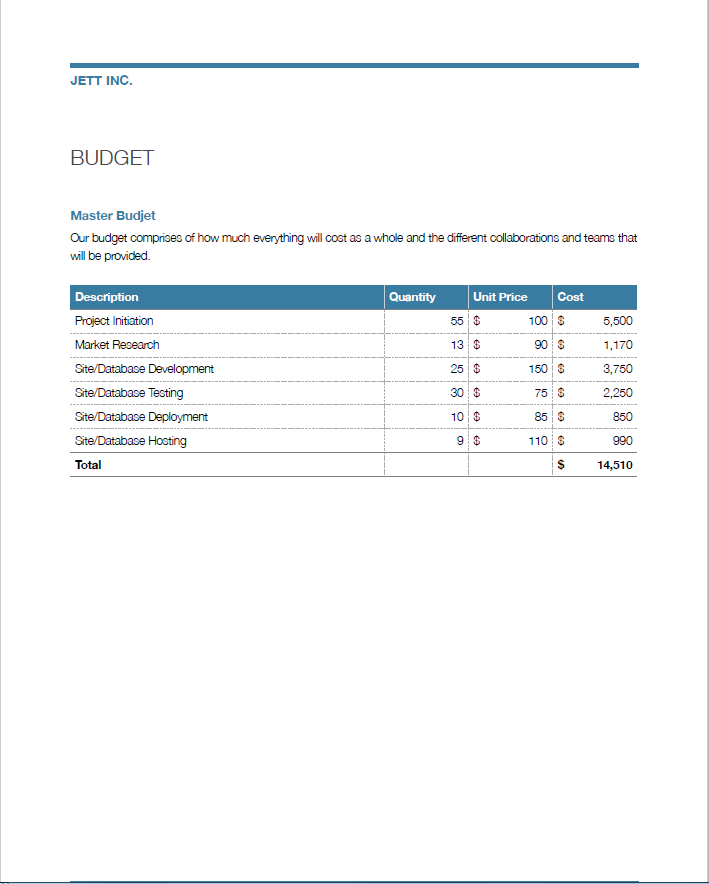 JETT INC.
BUDGET
Master Budjet
Our budget comprises of how much everything will cost as a whole and the different collaborations and teams that
will be provided.
Description Quantity Unit Price Cost
Project Initiation 55 $ 100 $ 5,500
Market Research 13 $ 90 $ 1,170
Site/Database Development 25 $ 150 $ 3,750
Site/Database Testing 30 $ 75 $ 2,250
Site/Database Deployment 10 $ 85 $ 850
Site/Database Hosting 9 $ 110 $ 990
Total $ 14,510